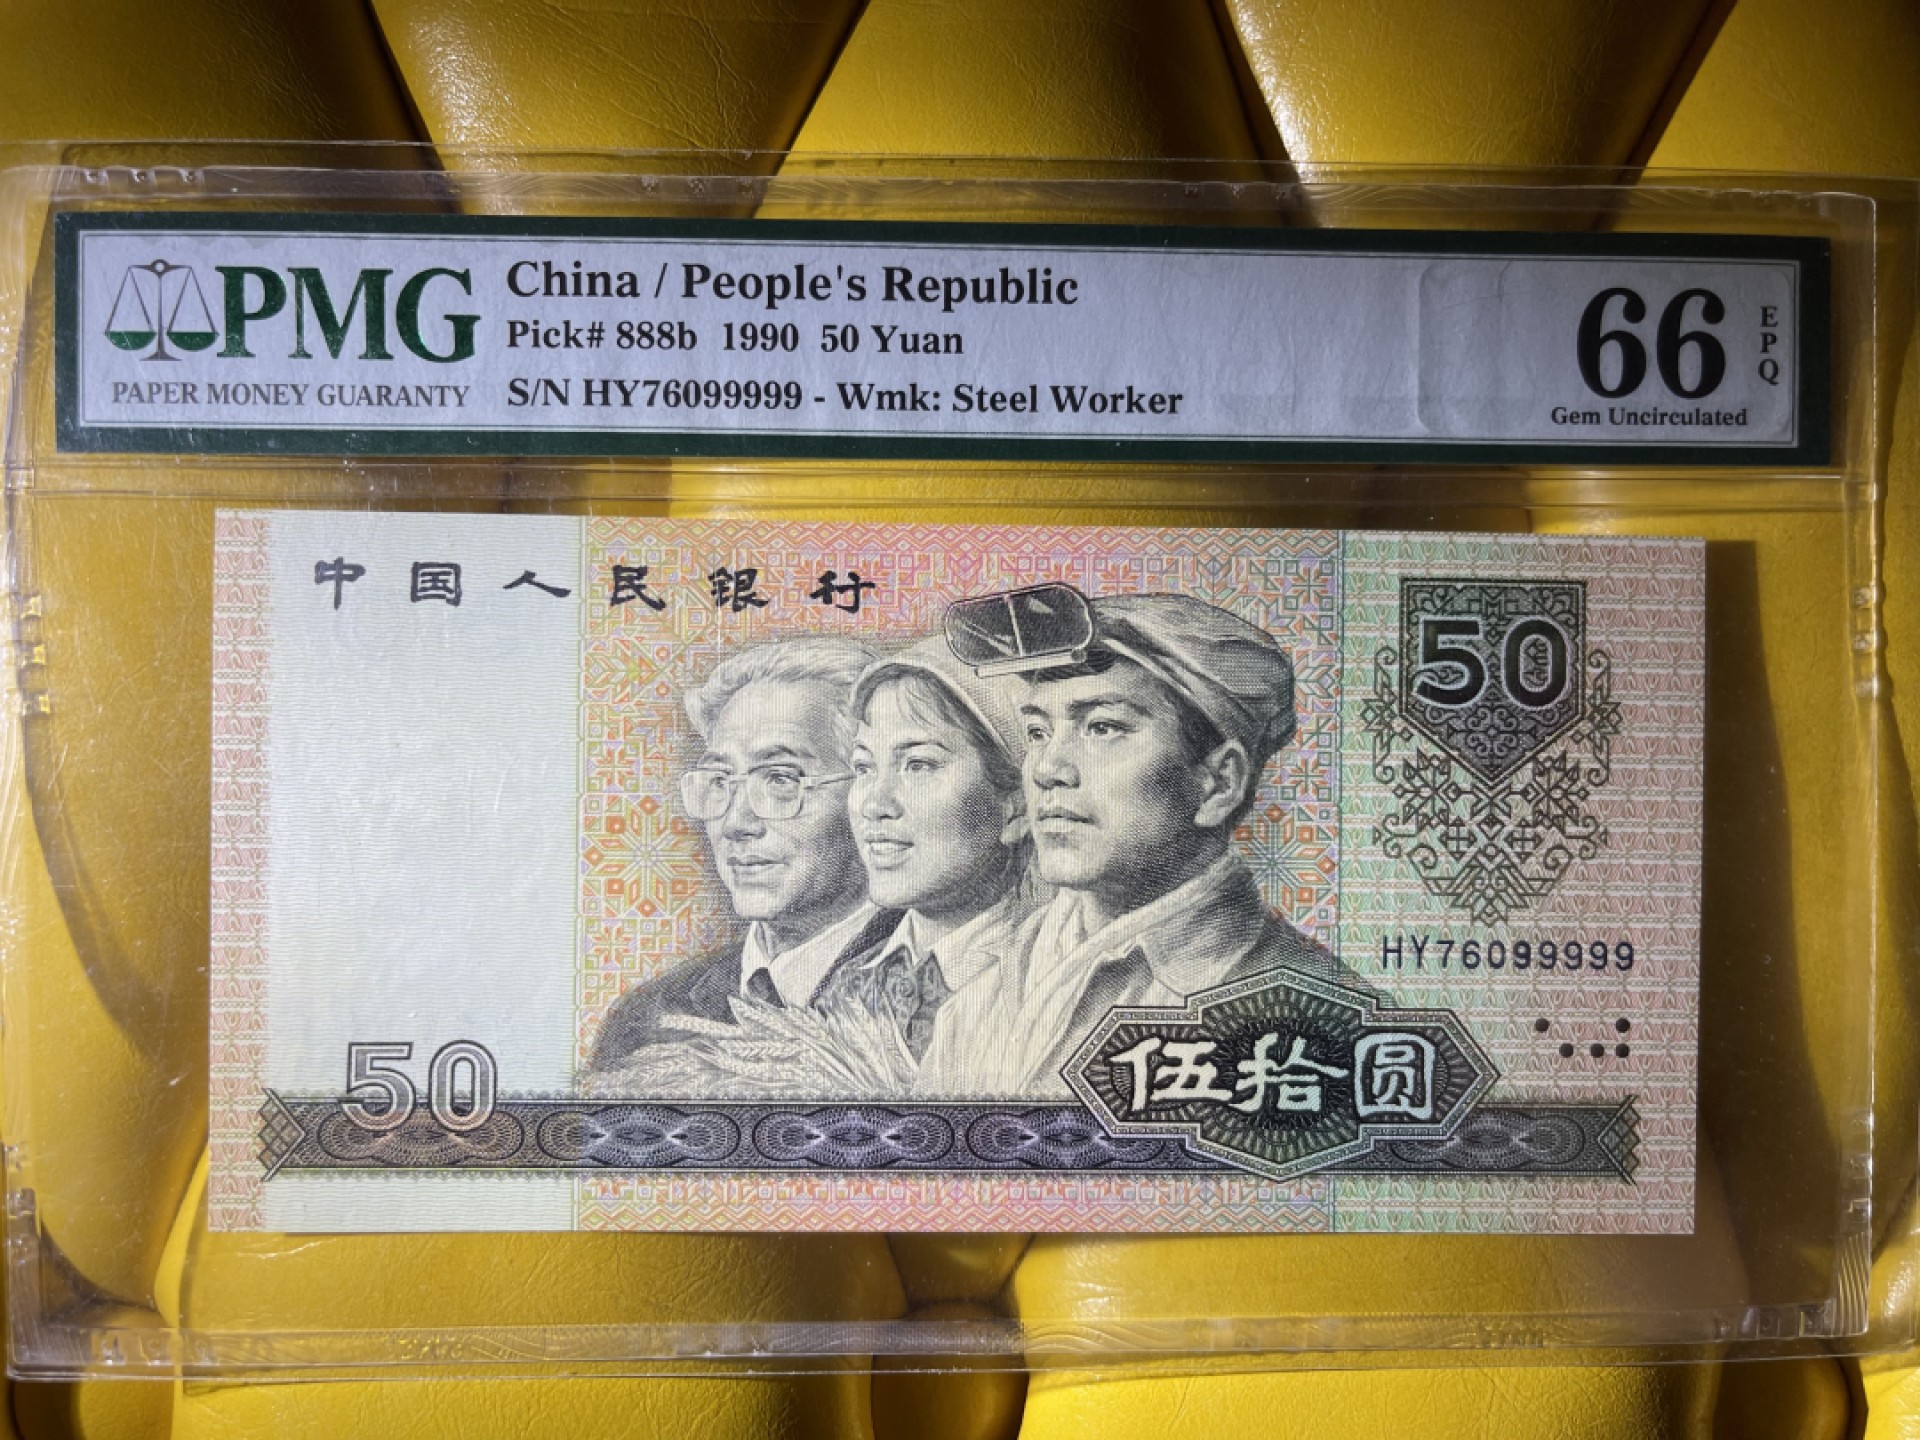 PMG
PAPER MONEY GUARANTY
China / People's Republic
Pick# 888b 1990 50 Yuan
S/N HY76099999 - Wmk: Steel Worker
66
EPQ
Gem Uncirculated
中国人民银行
50
HY76099999
50
伍拾圆